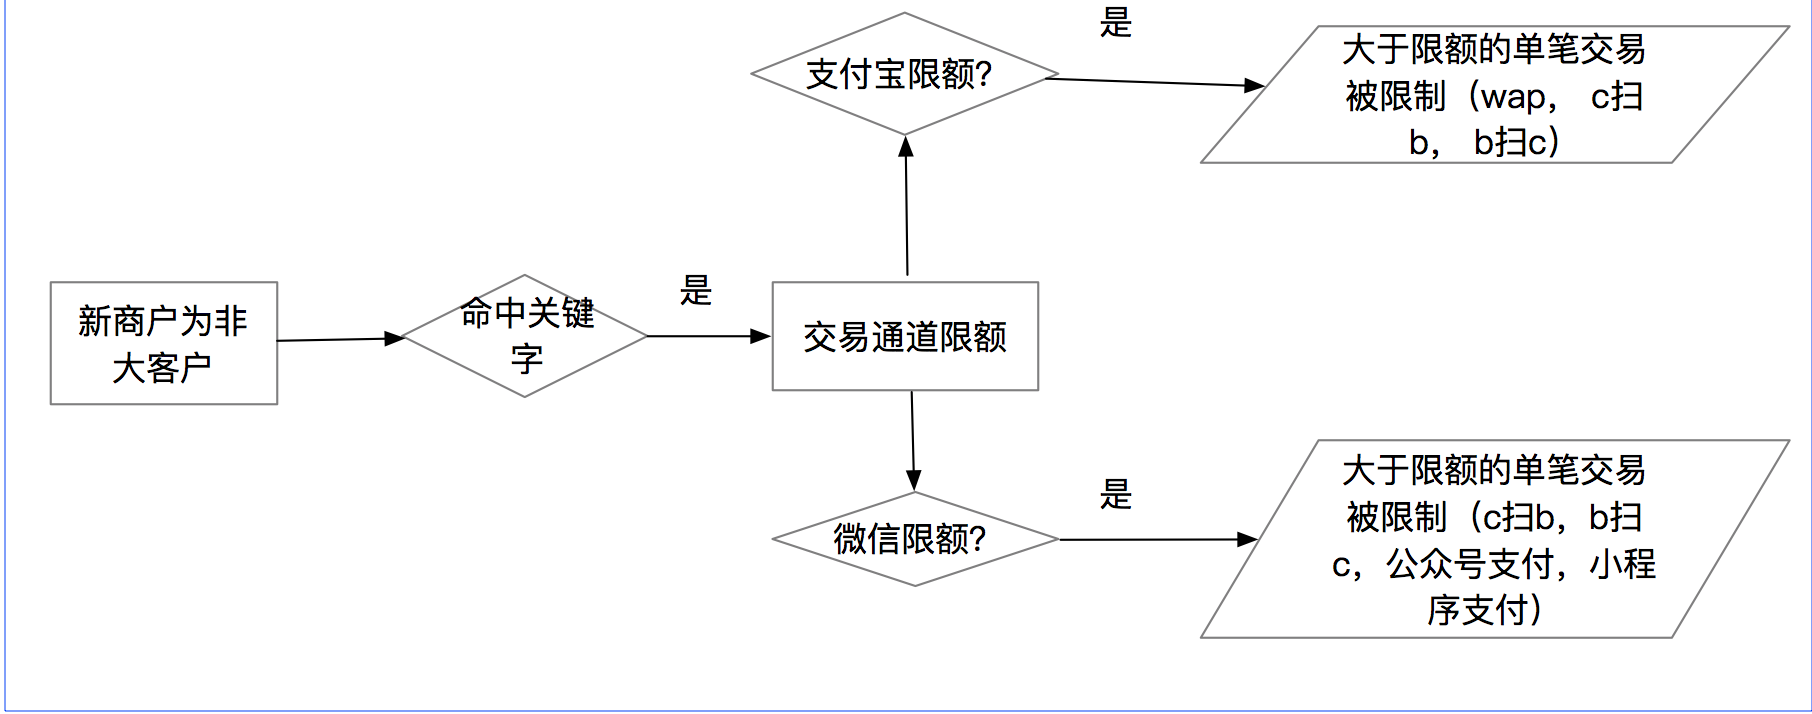 是
支付宝限额？
大于限额的单笔交易
被限制（wap， c扫
b， b扫c）
新商户为非
大客户
命中关键
字
是
交易通道限额
微信限额？
是
大于限额的单笔交易
被限制（c扫b，b扫
c，公众号支付，小程
序支付）